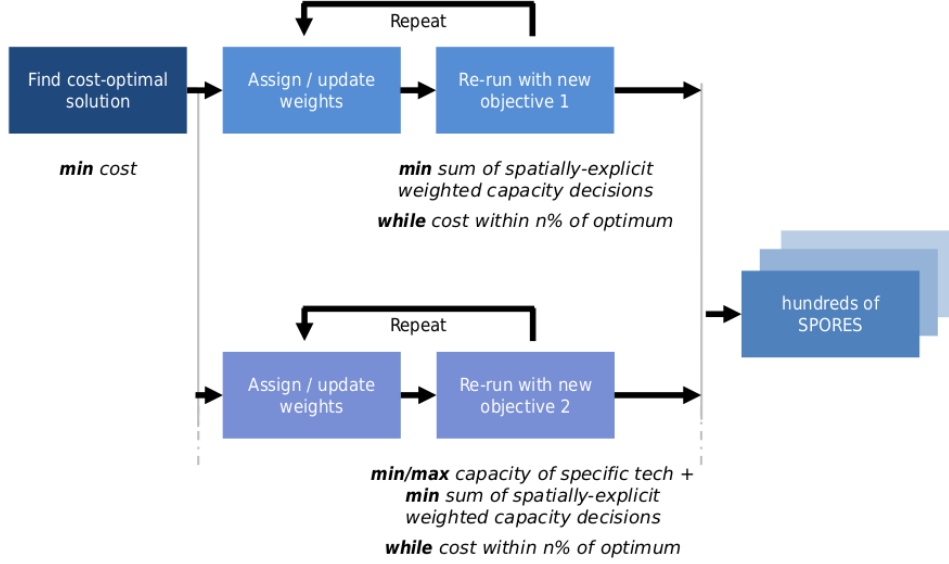 Repeat
Find cost-optimal
solution
Assign / update
weights
Re-run with new
objective 1
min cost
min sum of spatially-explicit
weighted capacity decisions
while cost within n% of optimum
Repeat
Assign / update
weights
Re-run with new
objective 2
hundreds of
SPORES
min/max capacity of specific tech +
min sum of spatially-explicit
weighted capacity decisions
while cost within n% of optimum